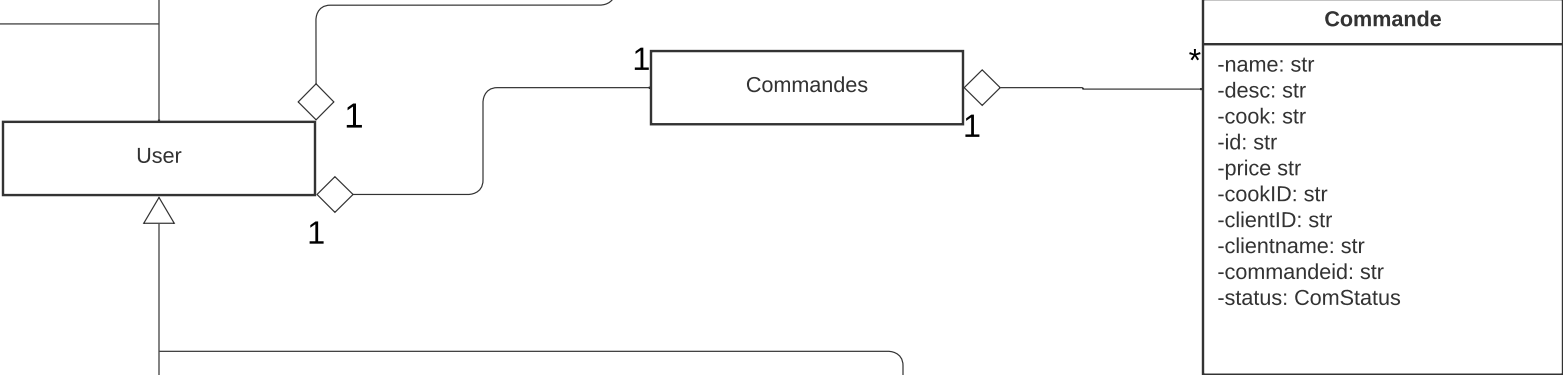 Commande
1
*
-name: str
Commandes
-desc: str
1
-cook: str
1
-id: str
User
-price str
-cookID: str
-clientID: str
1
-clientname: str
-commandeid: str
-status: ComStatus